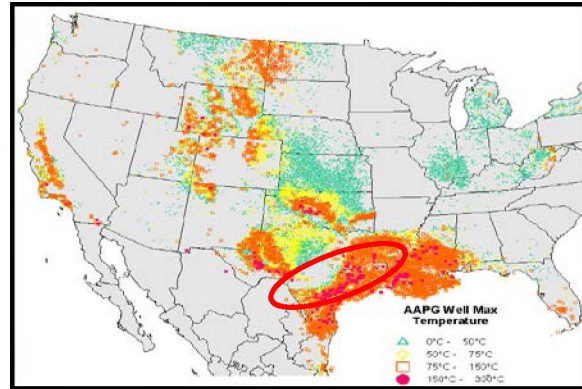 AAPG Well Max
Temperature
0°C - 50°C
50°C - 75°C
75°C - 150°C
150°C - 300°C